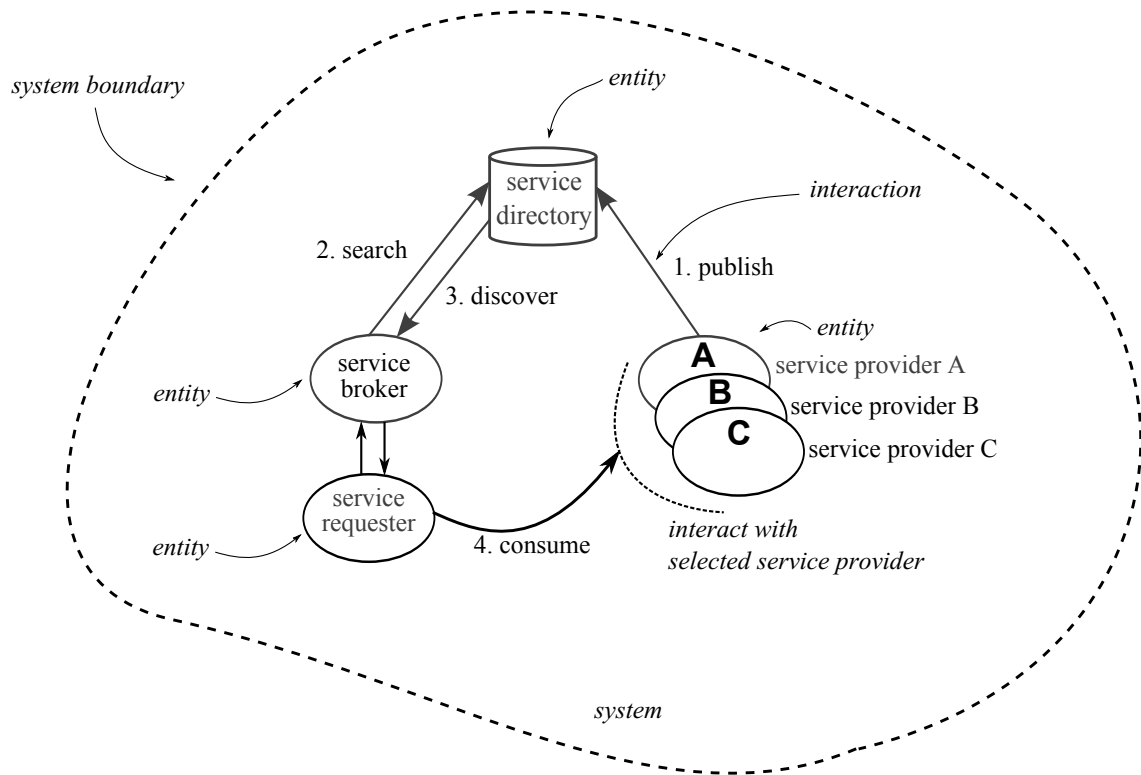 entity
system boundary
service
directory
interaction
2. search
1. publish
3. discover
entity
A
service provider A
service
broker
entity
B
service provider B
C
service provider C
service
requester
entity
4. consume
interact with
selected service provider
system